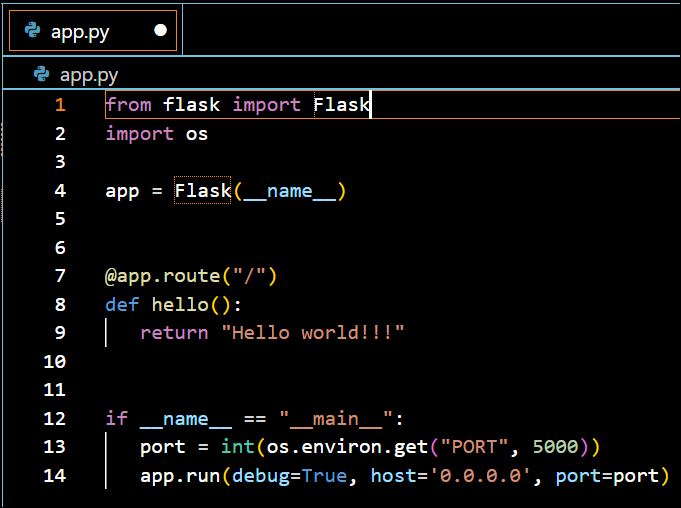 app.py
app.py
1 from flask import Flask
2 import os
3
4 app = Flask(__name__)
5
6
7 @app.route("/")
8 def hello():
9 return "Hello world!!!"
10
11
12 if __name__ == "__main__":
13 port = int(os.environ.get("PORT", 5000))
14 app.run(debug=True, host='0.0.0.0', port=port)